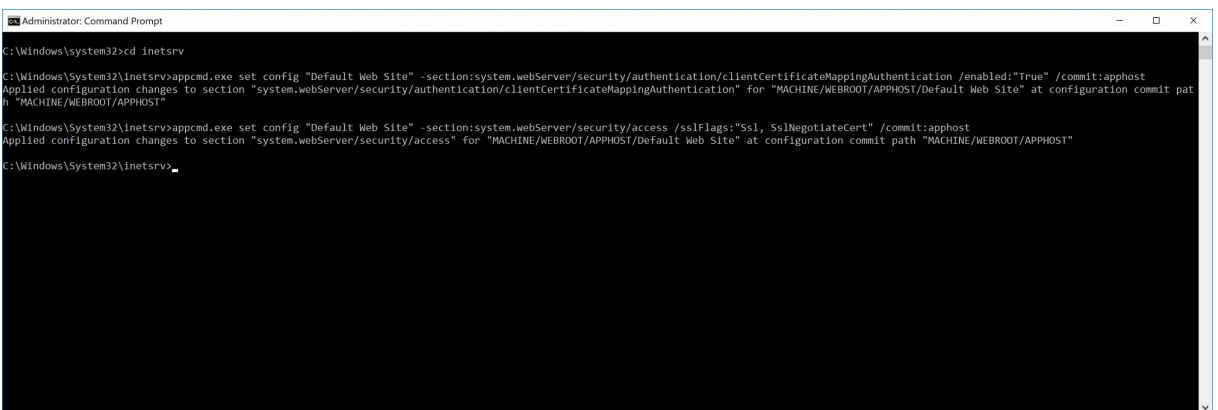 Administrator: Command Prompt
C:\Windows\system32>cd inetsrv
C:\Windows\System32\inetsrv>appcmd.exe set config "Default Web Site" -section:system.webServer/security/authentication/clientCertificateMappingAuthentication /enabled:"True" /commit:apphost
Applied configuration changes to section "system.webServer/security/authentication/clientCertificateMappingAuthentication" for "MACHINE/WEBROOT/APPHOST/Default Web Site" at configuration commit pat
h "MACHINE/WEBROOT/APPHOST"
C:\Windows\System32\inetsrv>appcmd.exe set config "Default Web Site" -section:system.webServer/security/access /sslFlags:"Ssl, SslNegotiateCert" /commit:apphost
Applied configuration changes to section "system.webServer/security/access" for "MACHINE/WEBROOT/APPHOST/Default Web Site" at configuration commit path "MACHINE/WEBROOT/APPHOST"
C:\Windows\System32\inetsrv>